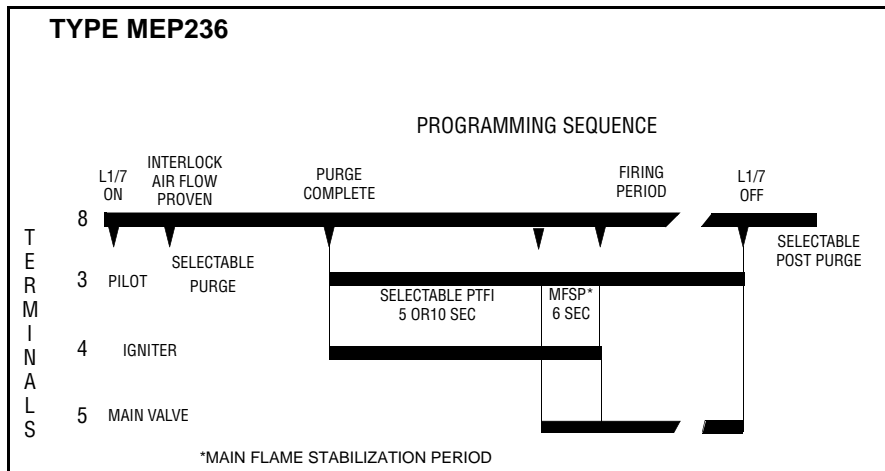 TYPE MEP236
PROGRAMMING SEQUENCE
L1/7
ON
INTERLOCK
AIR FLOW
PROVEN
PURGE
COMPLETE
FIRING
PERIOD
L1/7
OFF
TERMINALS
8
SELECTABLE
PURGE
SELECTABLE
POST PURGE
3 PILOT
SELECTABLE PTFI
5 OR10 SEC
MFSP*
6 SEC
4 IGNITER
5 MAIN VALVE
*MAIN FLAME STABILIZATION PERIOD